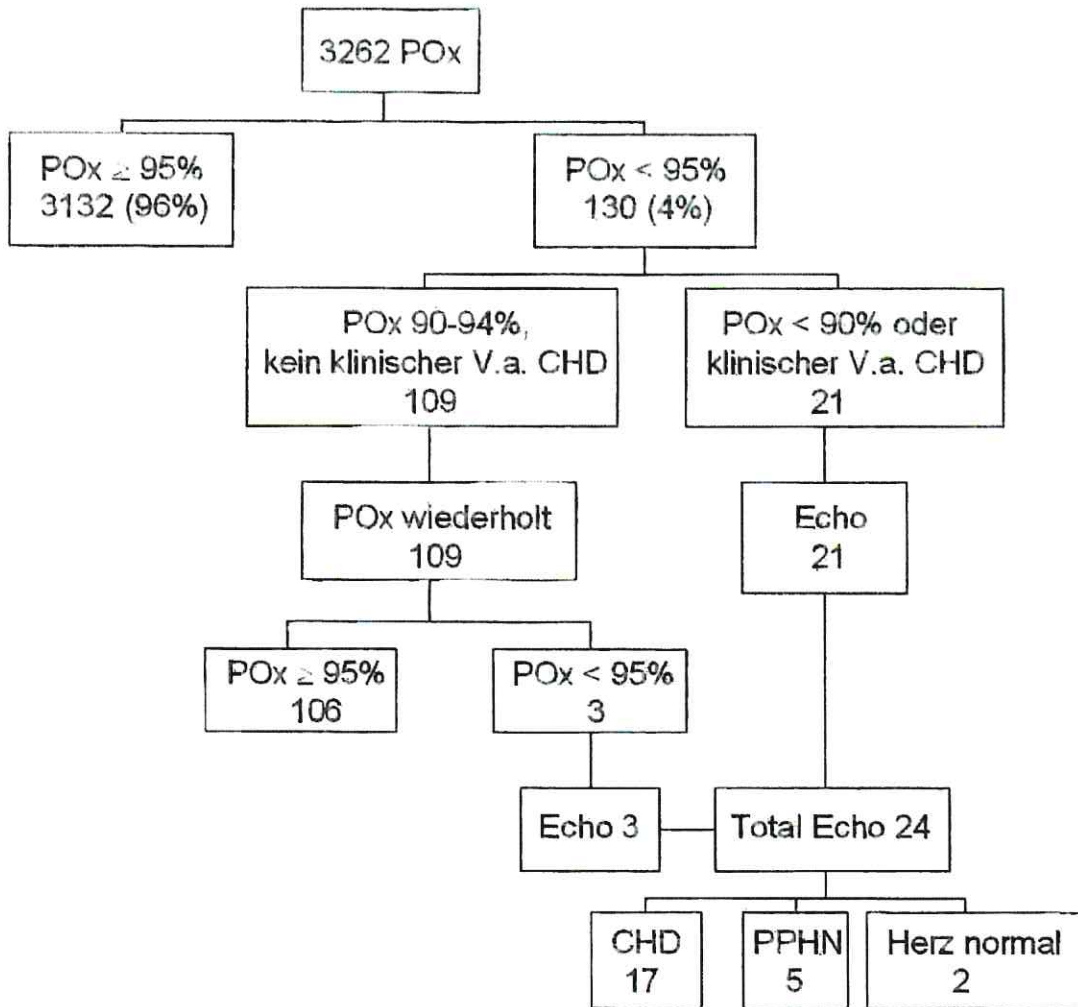 3262 POx
POx ≥ 95%
3132 (96%)
POx < 95%
130 (4%)
POx 90-94%,
kein klinischer V.a. CHD
109
POx < 90% oder
klinischer V.a. CHD
21
POx wiederholt
109
Echo
21
POx ≥ 95%
106
POx < 95%
3
Echo 3
Total Echo 24
CHD
17
PPHN
5
Herz normal
2